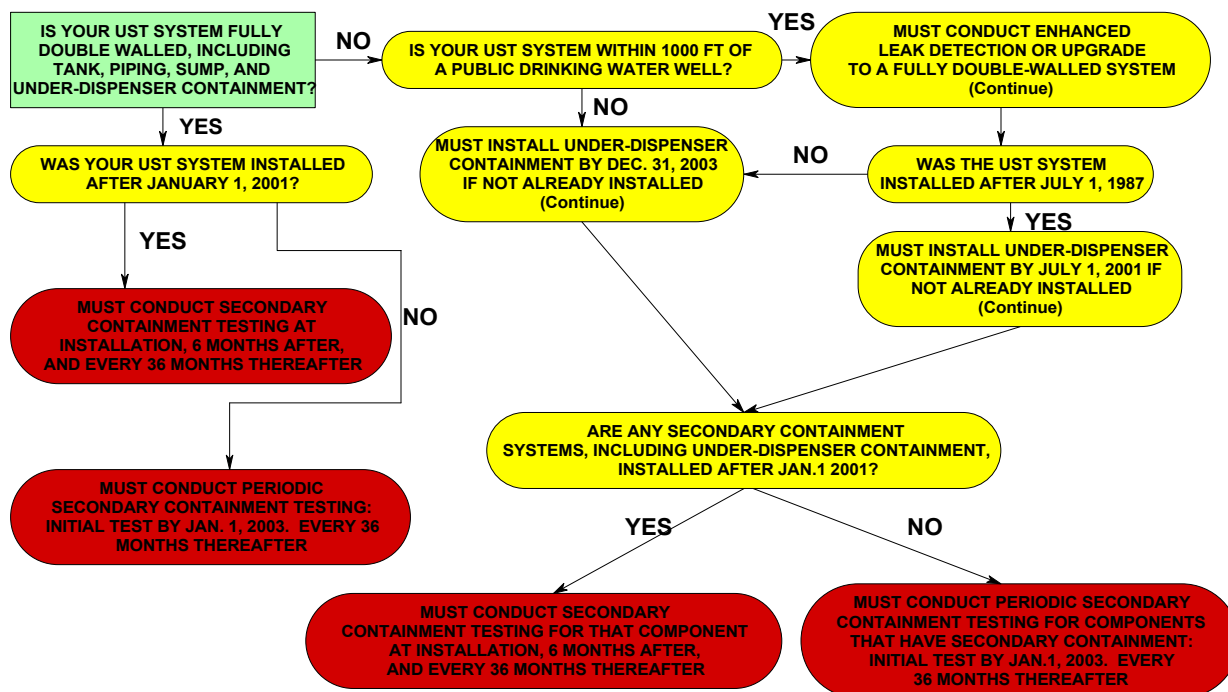 IS YOUR UST SYSTEM FULLY
DOUBLE WALLED, INCLUDING
TANK, PIPING, SUMP, AND
UNDER-DISPENSER CONTAINMENT?
NO
IS YOUR UST SYSTEM WITHIN 1000 FT OF
A PUBLIC DRINKING WATER WELL?
YES
MUST CONDUCT ENHANCED
LEAK DETECTION OR UPGRADE
TO A FULLY DOUBLE-WALLED SYSTEM
(Continue)
YES
NO
WAS YOUR UST SYSTEM INSTALLED
AFTER JANUARY 1, 2001?
MUST INSTALL UNDER-DISPENSER
CONTAINMENT BY DEC. 31, 2003
IF NOT ALREADY INSTALLED
(Continue)
NO
WAS THE UST SYSTEM
INSTALLED AFTER JULY 1, 1987
YES
YES
MUST INSTALL UNDER-DISPENSER
CONTAINMENT BY JULY 1, 2001 IF
NOT ALREADY INSTALLED
(Continue)
MUST CONDUCT SECONDARY
CONTAINMENT TESTING AT
INSTALLATION, 6 MONTHS AFTER,
AND EVERY 36 MONTHS THEREAFTER
NO
ARE ANY SECONDARY CONTAINMENT
SYSTEMS, INCLUDING UNDER-DISPENSER CONTAINMENT,
INSTALLED AFTER JAN.1 2001?
MUST CONDUCT PERIODIC
SECONDARY CONTAINMENT TESTING:
INITIAL TEST BY JAN. 1, 2003. EVERY 36
MONTHS THEREAFTER
YES
NO
MUST CONDUCT SECONDARY
CONTAINMENT TESTING FOR THAT COMPONENT
AT INSTALLATION, 6 MONTHS AFTER,
AND EVERY 36 MONTHS THEREAFTER
MUST CONDUCT PERIODIC SECONDARY
CONTAINMENT TESTING FOR COMPONENTS
THAT HAVE SECONDARY CONTAINMENT:
INITIAL TEST BY JAN.1, 2003. EVERY
36 MONTHS THEREAFTER